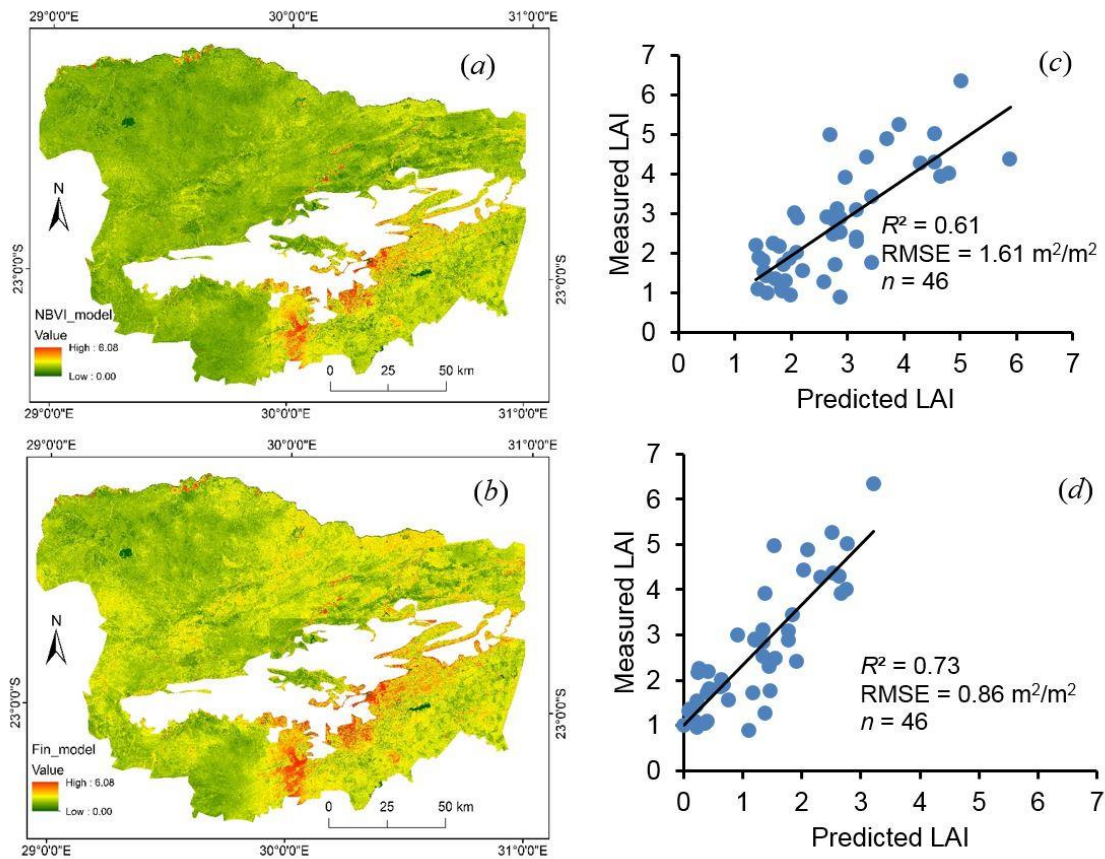 29°0'0"E 30°0'0"E 31°0'0"E
(a)
N
23°0'0"S
23°0'0"S
NBVI_model
Value
High : 6.08
Low : 0.00
0 25 50 km
29°0'0"E 30°0'0"E 31°0'0"E
(c)
Measured LAI
7
6
5
4
3
2
1
0
R² = 0.61
RMSE = 1.61 m²/m²
n = 46
0 1 2 3 4 5 6 7
Predicted LAI
29°0'0"E 30°0'0"E 31°0'0"E
(b)
N
23°0'0"S
23°0'0"S
Fin_model
Value
High : 6.08
Low : 0.00
0 25 50 km
29°0'0"E 30°0'0"E 31°0'0"E
(d)
Measured LAI
7
6
5
4
3
2
1
0
R² = 0.73
RMSE = 0.86 m²/m²
n = 46
0 1 2 3 4 5 6 7
Predicted LAI